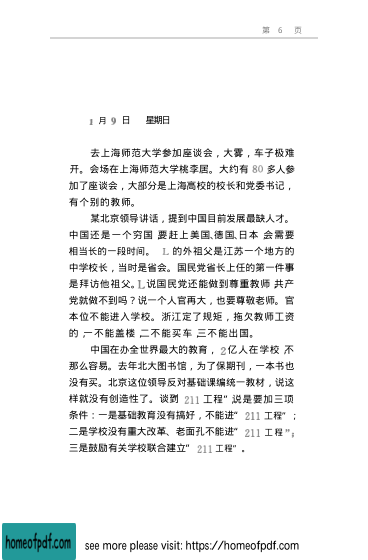 第 6 页
1 月 9 日 星期日
去上海师范大学参加座谈会，大雾，车子极难
开。会场在上海师范大学桃李居。大约有 80 多人参
加了座谈会，大部分是上海高校的校长和党委书记，
有个别的教师。
某北京领导讲话，提到中国目前发展最缺人才。
中国还是一个穷国 要赶上美国、德国、日本 会需要
相当长的一段时间。 L 的外祖父是江苏一个地方的
中学校长，当时是省会。国民党省长上任的第一件事
是拜访他祖父。L 说国民党还能做到尊重教师 共产
党就做不到吗？说一个人官再大，也要尊敬老师。官
本位不能进入学校。浙江定了规矩，拖欠教师工资
的 ，一不能盖楼 ，二不能买车 ，三不能出国。
中国在办全世界最大的教育， 2 亿人在学校 ，不
那么容易。去年北大图书馆，为了保期刊，一本书也
没有买。北京这位领导反对基础课编统一教材，说这
样就没有创造性了。谈到“ 211 工程”，说是要加三项
条件：一是基础教育没有搞好，不能进“ 211 工程” ；
二是学校没有重大改革、老面孔不能进“ 211 工程”；
三是鼓励有关学校联合建立“ 211 工程”。
homeofpdf.com see more please visit: https://homeofpdf.com